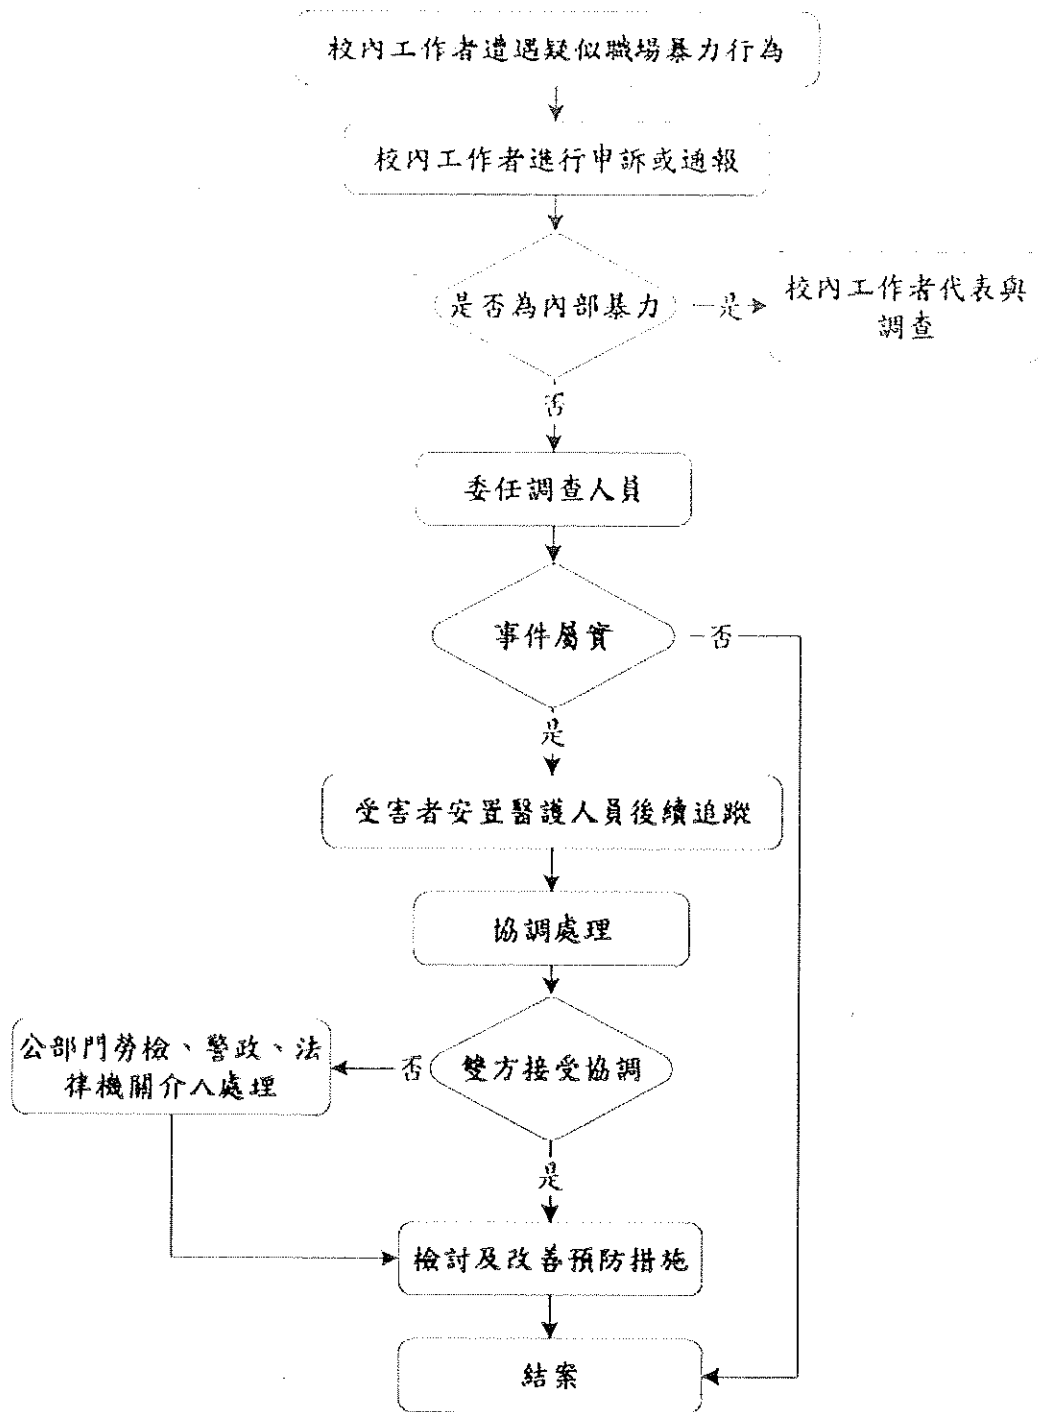 校內工作者遭遇疑似職場暴力行為
校內工作者進行申訴或通報
是否為內部暴力
是
校內工作者代表與
調查
否
委任調查人員
事件屬實
否
是
受害者安置醫護人員後續追蹤
協調處理
雙方接受協調
否
公部門勞檢、警政、法
律機關介入處理
是
檢討及改善預防措施
結案